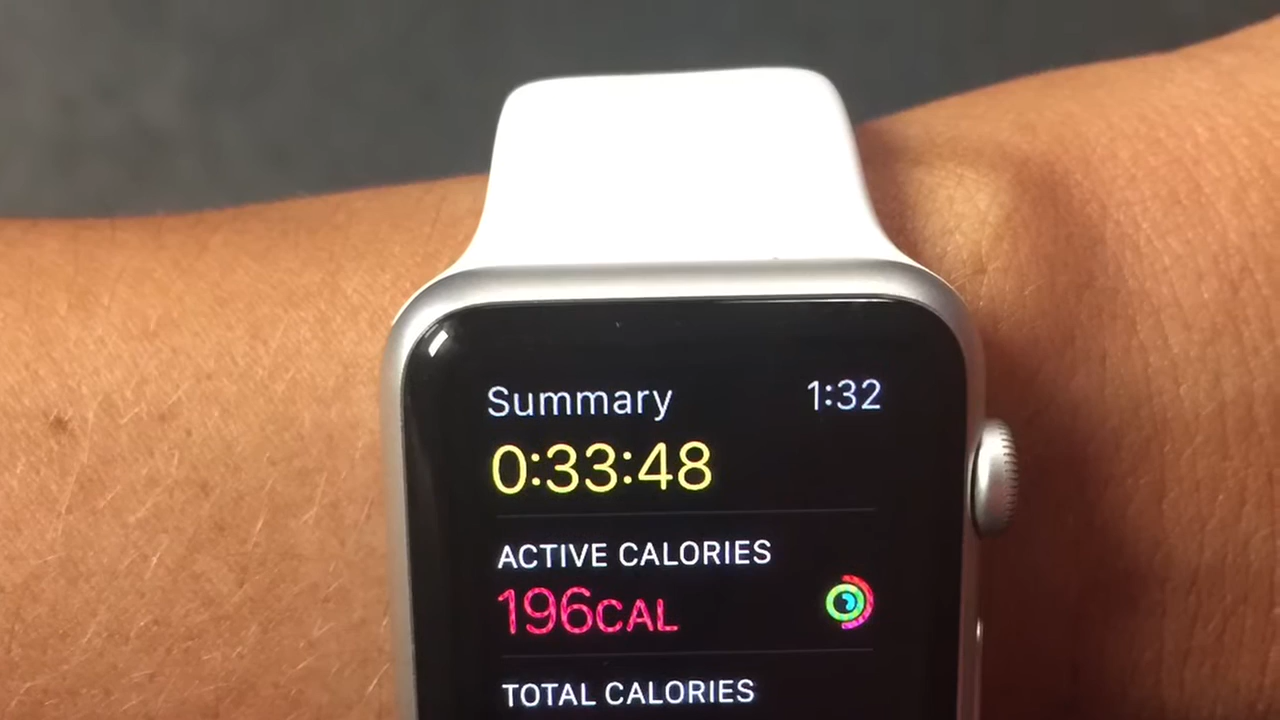 Summary 1:32
0:33:48
ACTIVE CALORIES
196CAL
TOTAL CALORIES